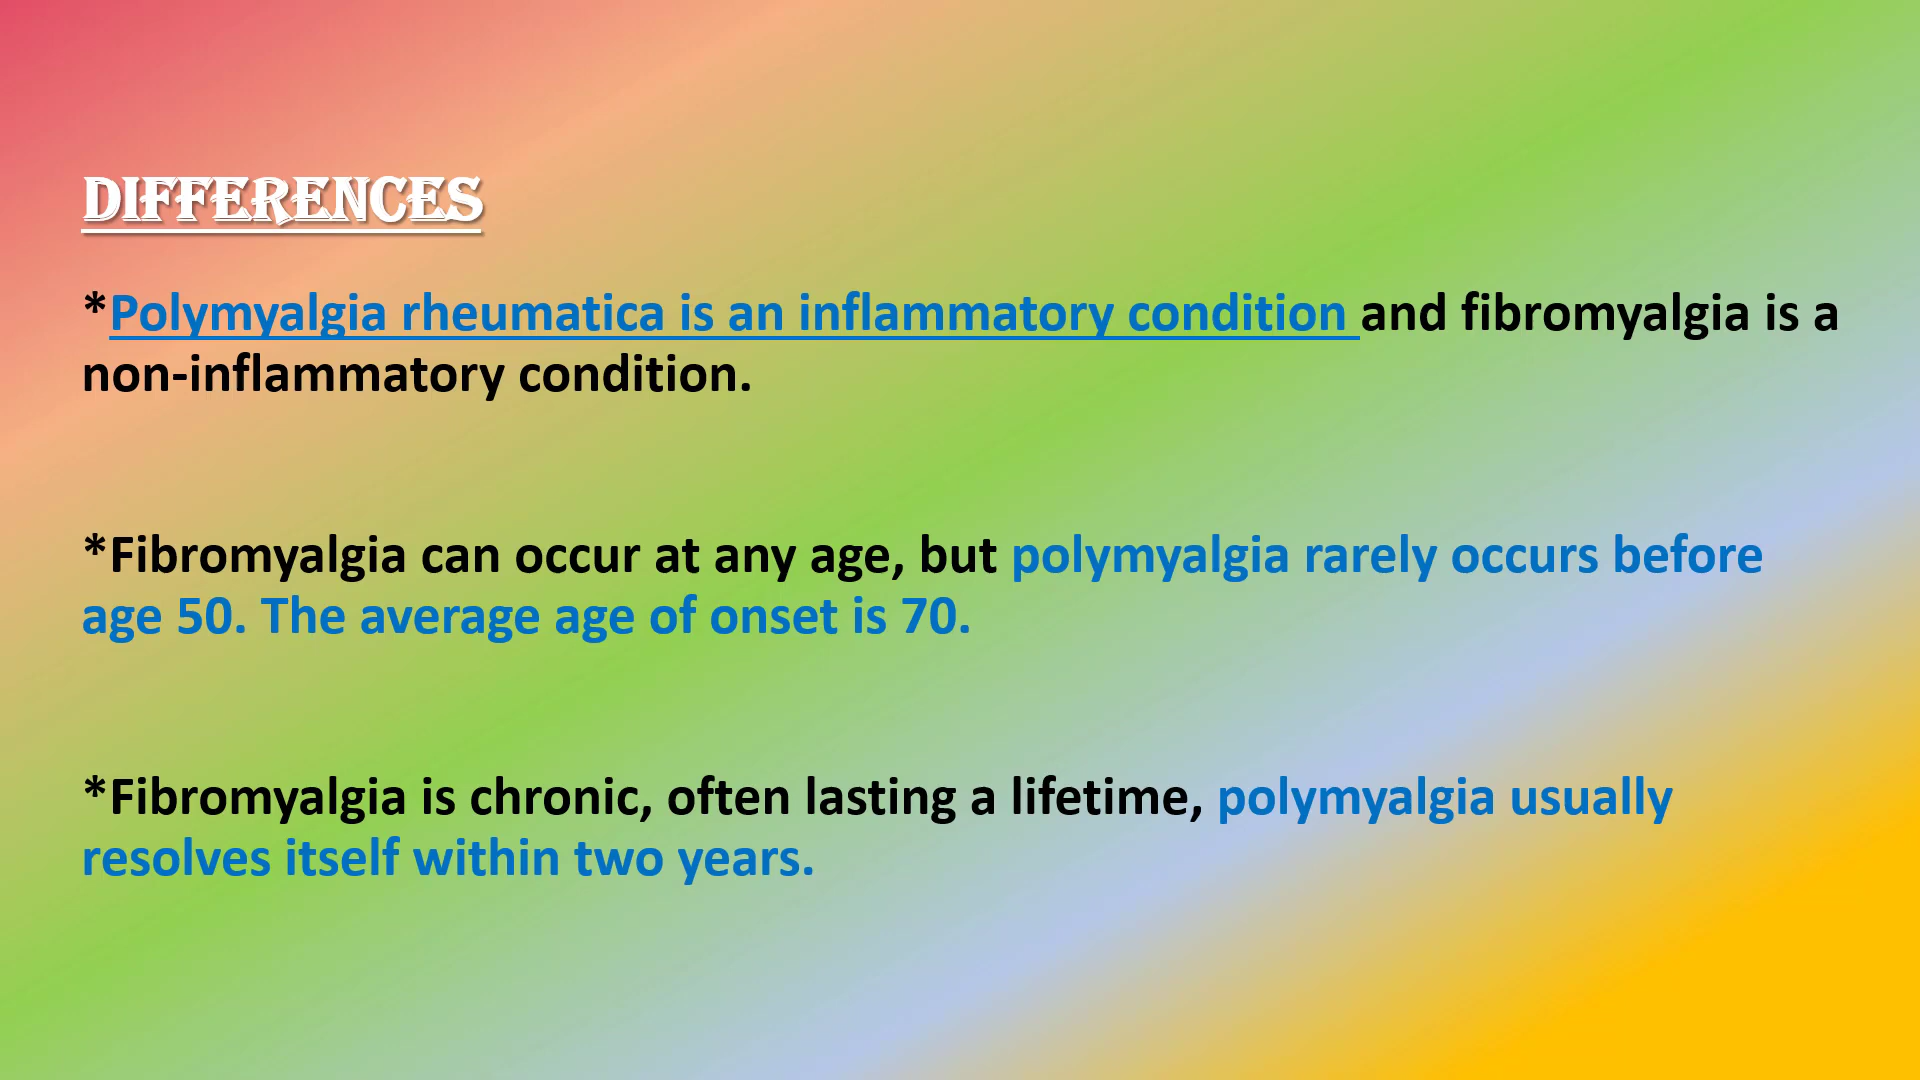 DIFFERENCES
*Polymyalgia rheumatica is an inflammatory condition and fibromyalgia is a
non-inflammatory condition.
*Fibromyalgia can occur at any age, but polymyalgia rarely occurs before
age 50. The average age of onset is 70.
*Fibromyalgia is chronic, often lasting a lifetime, polymyalgia usually
resolves itself within two years.